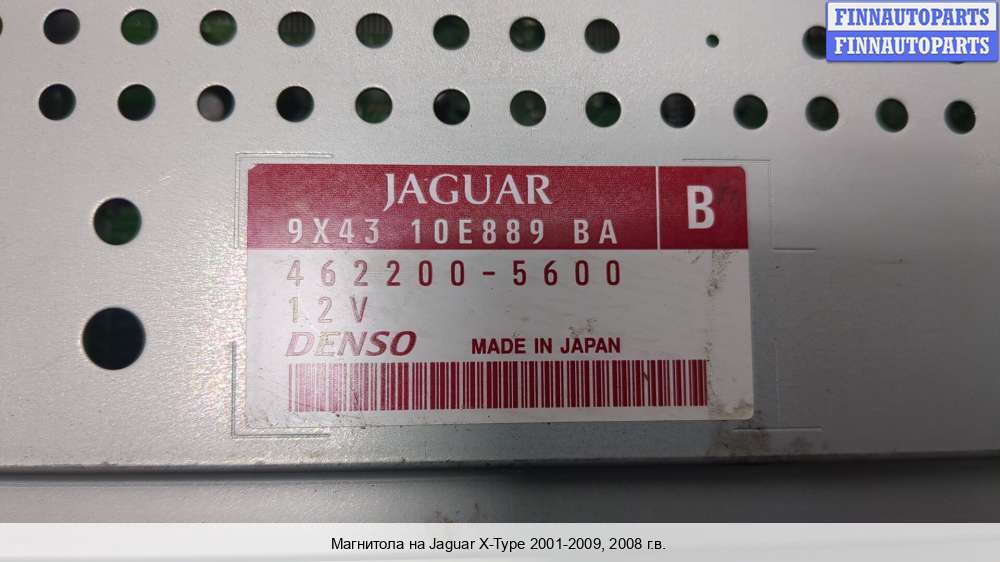 FINNAUTOPARTS
FINNAUTOPARTS
JAGUAR
B
9X43 10E889 BA
462200-5600
12V
DENSO MADE IN JAPAN
Магнитола на Jaguar X-Type 2001-2009, 2008 г.в.